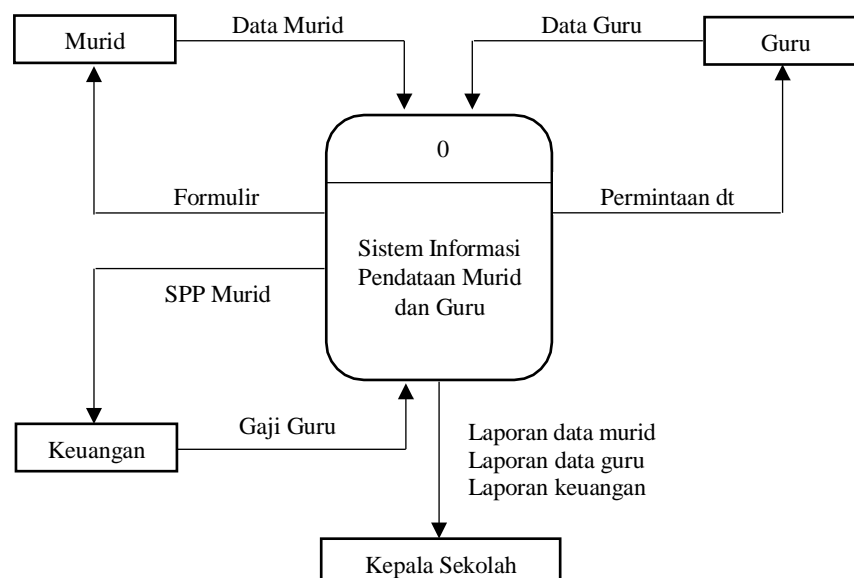 Data Murid
Data Guru
Murid
Guru
0
Formulir
Permintaan dt
Sistem Informasi
Pendataan Murid
dan Guru
SPP Murid
Gaji Guru
Keuangan
Laporan data murid
Laporan data guru
Laporan keuangan
Kepala Sekolah